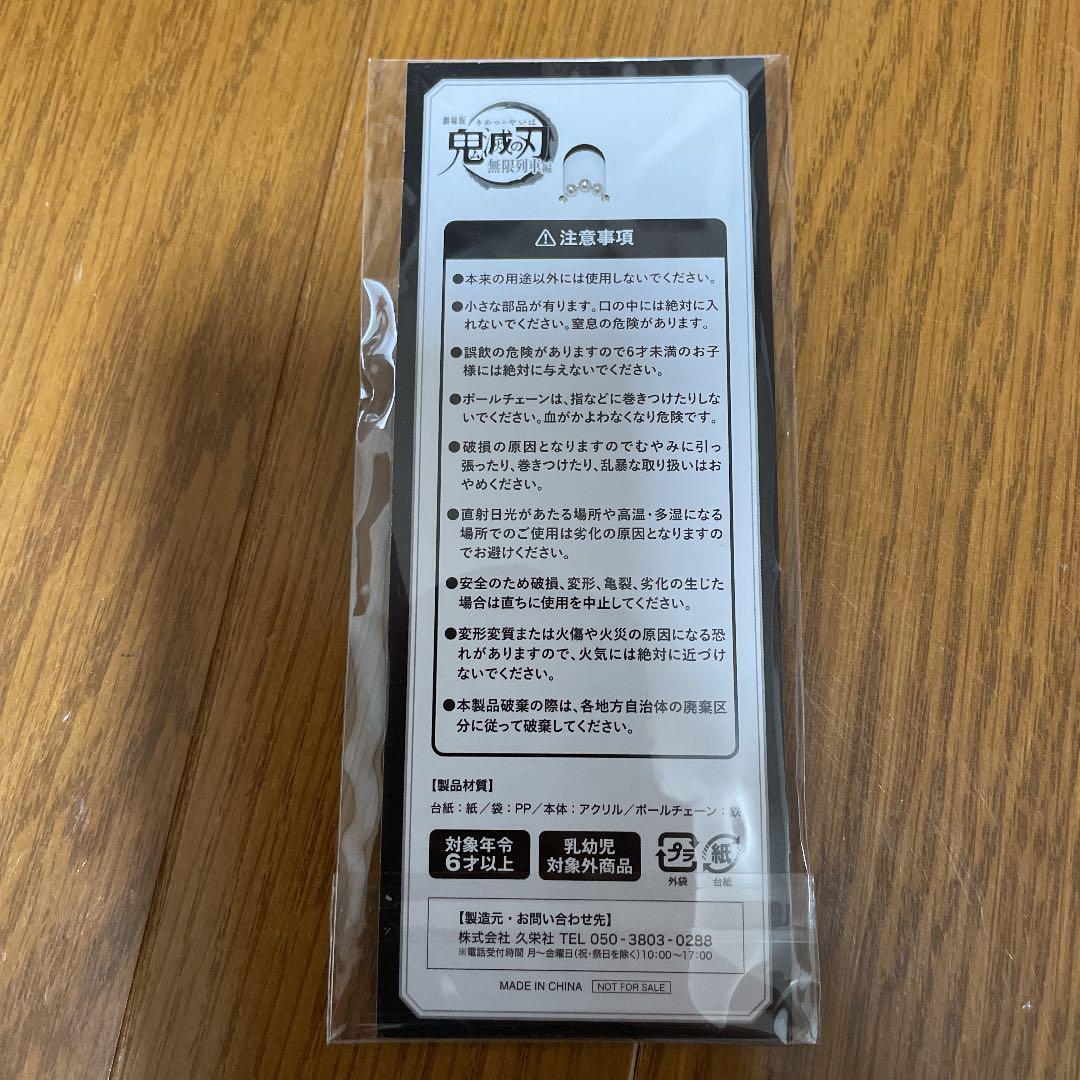 劇場版
きめつのやいば
鬼滅の刃
無限列車編
注意事項
●本来の用途以外には使用しないでください。
●小さな部品が有ります。口の中には絶対に入
れないでください。窒息の危険があります。
●誤飲の危険がありますので6才未満のお子
様には絶対に与えないでください。
●ボールチェーンは、指などに巻きつけたりしな
いでください。血がかよわなくなり危険です。
●破損の原因となりますのでむやみに引っ
張ったり、巻きつけたり、乱暴な取り扱いはお
やめください。
●直射日光があたる場所や高温・多湿になる
場所でのご使用は劣化の原因となりますの
でお避けください。
●安全のため破損、変形、亀裂、劣化の生じた
場合は直ちに使用を中止してください。
●変形変質または火傷や火災の原因になる恐
れがありますので、火気には絶対に近づけ
ないでください。
●本製品破棄の際は、各地方自治体の廃棄区
分に従って破棄してください。
【製品材質】
台紙：紙／袋：PP／本体：アクリル／ボールチェーン：鉄
対象年令
6才以上
乳幼児
対象外商品
プラ
外袋
紙
台紙
【製造元・お問い合わせ先】
株式会社 久栄社 TEL 050-3803-0288
※電話受付時間 月〜金曜日(祝・祭日を除く)10:00〜17:00
MADE IN CHINA NOT FOR SALE